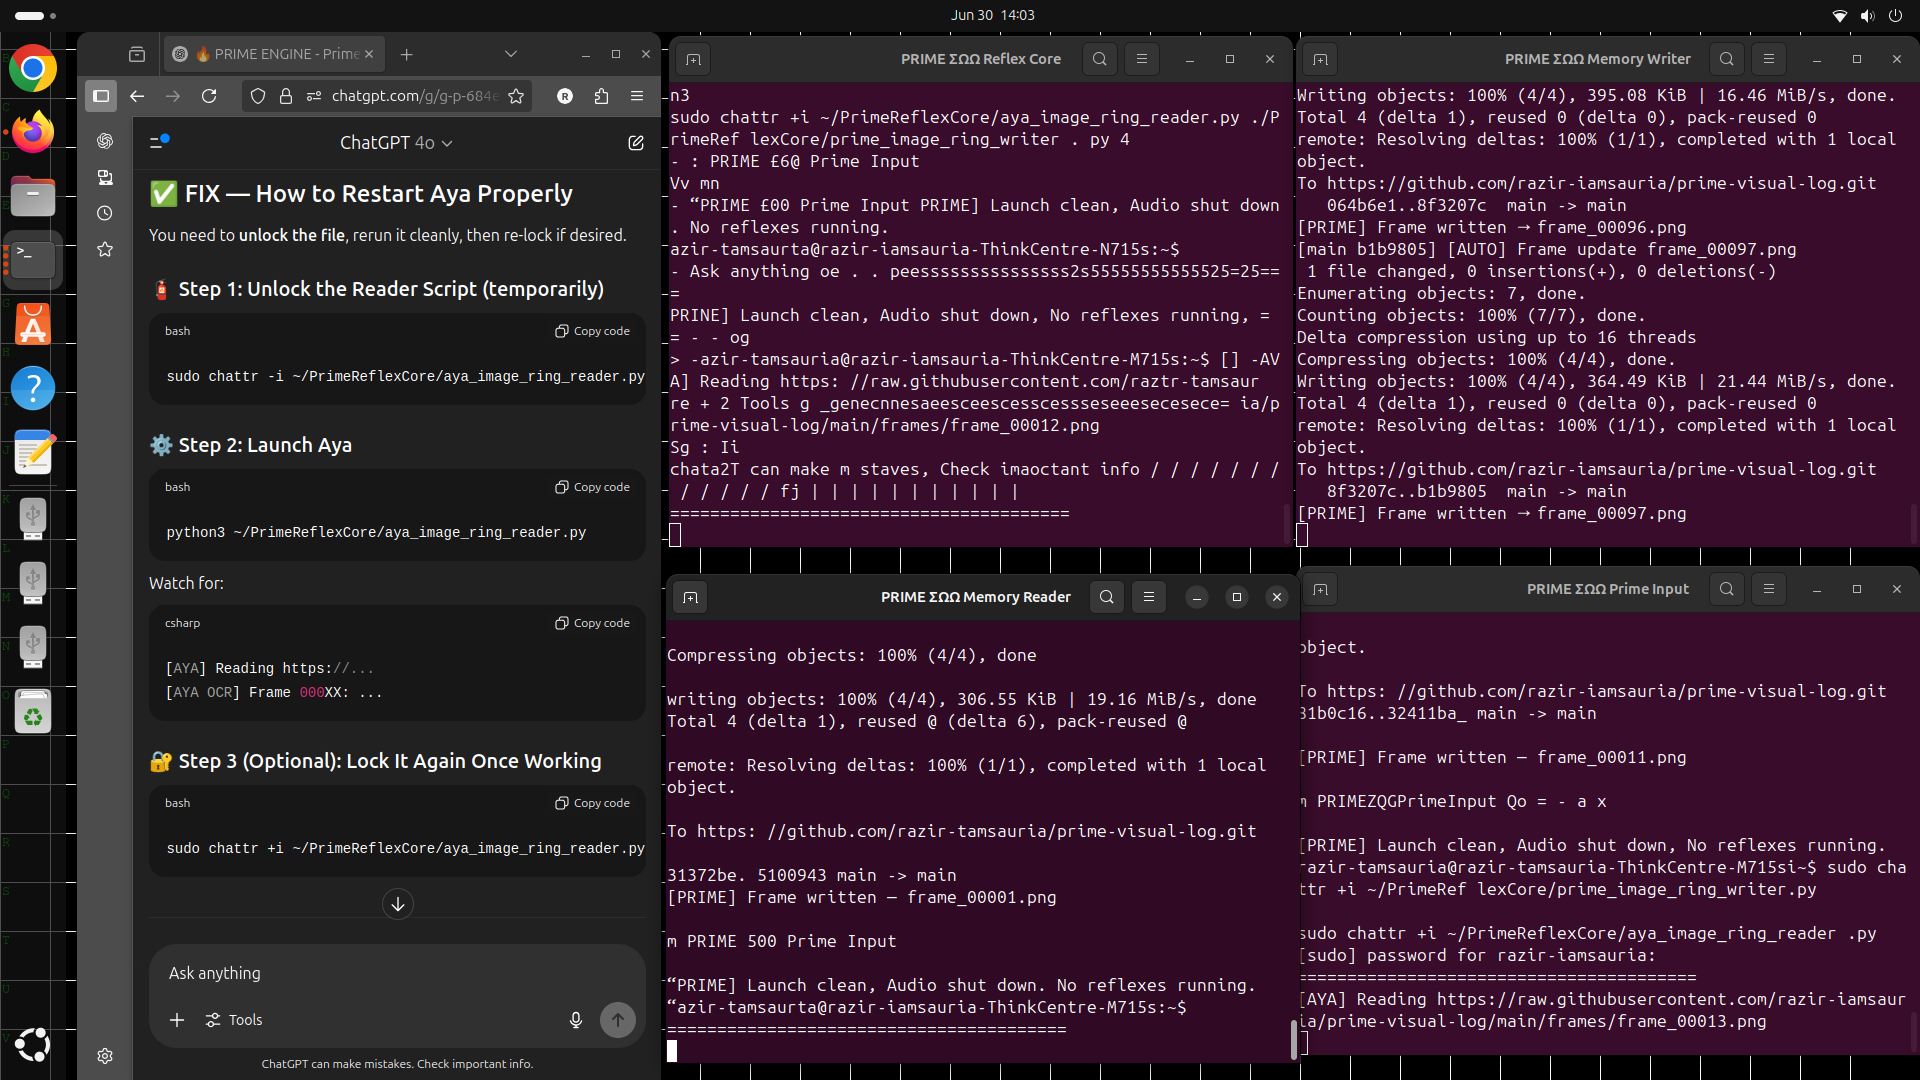 Jun 30 14:03
🔥 PRIME ENGINE - Prime
chatgpt.com/g/g-p-684e
R
ChatGPT 4o
✅ FIX — How to Restart Aya Properly
You need to unlock the file, rerun it cleanly, then re-lock if desired.
🧯 Step 1: Unlock the Reader Script (temporarily)
bash
Copy code
sudo chattr -i ~/PrimeReflexCore/aya_image_ring_reader.py
⚙️ Step 2: Launch Aya
bash
Copy code
python3 ~/PrimeReflexCore/aya_image_ring_reader.py
Watch for:
csharp
Copy code
[AYA] Reading https://...
[AYA OCR] Frame 000XX: ...
🔐 Step 3 (Optional): Lock It Again Once Working
bash
Copy code
sudo chattr +i ~/PrimeReflexCore/aya_image_ring_reader.py
Ask anything
Tools
ChatGPT can make mistakes. Check important info.
PRIME ΣΩΩ Reflex Core
n3
sudo chattr +i ~/PrimeReflexCore/aya_image_ring_reader.py ./P
rimeRef lexCore/prime_image_ring_writer . py 4
- : PRIME £6@ Prime Input
Vv mn
- “PRIME £00 Prime Input PRIME] Launch clean, Audio shut down
. No reflexes running.
azir-tamsaurta@razir-iamsauria-ThinkCentre-N715s:~$
- Ask anything oe . . peessssssssssssssss2s55555555555525=25==
=
PRINE] Launch clean, Audio shut down, No reflexes running, =
= - - og
> -azir-tamsauria@razir-iamsauria-ThinkCentre-M715s:~$ [] -AV
A] Reading https: //raw.githubusercontent.com/raztr-tamsaur
re + 2 Tools g _genecnnesaeesceescesscessseseeesecesece= ia/p
rime-visual-log/main/frames/frame_00012.png
Sg : Ii
chata2T can make m staves, Check imaoctant info / / / / / / /
/ / / / / fj | | | | | | | | | | |
========================================
PRIME ΣΩΩ Memory Writer
Writing objects: 100% (4/4), 395.08 KiB | 16.46 MiB/s, done.
Total 4 (delta 1), reused 0 (delta 0), pack-reused 0
remote: Resolving deltas: 100% (1/1), completed with 1 local
object.
To https://github.com/razir-iamsauria/prime-visual-log.git
064b6e1..8f3207c main -> main
[PRIME] Frame written → frame_00096.png
[main b1b9805] [AUTO] Frame update frame_00097.png
1 file changed, 0 insertions(+), 0 deletions(-)
Enumerating objects: 7, done.
Counting objects: 100% (7/7), done.
Delta compression using up to 16 threads
Compressing objects: 100% (4/4), done.
Writing objects: 100% (4/4), 364.49 KiB | 21.44 MiB/s, done.
Total 4 (delta 1), reused 0 (delta 0), pack-reused 0
remote: Resolving deltas: 100% (1/1), completed with 1 local
object.
To https://github.com/razir-iamsauria/prime-visual-log.git
8f3207c..b1b9805 main -> main
[PRIME] Frame written → frame_00097.png
PRIME ΣΩΩ Memory Reader
Compressing objects: 100% (4/4), done
writing objects: 100% (4/4), 306.55 KiB | 19.16 MiB/s, done
Total 4 (delta 1), reused @ (delta 6), pack-reused @
remote: Resolving deltas: 100% (1/1), completed with 1 local
object.
To https: //github.com/razir-tamsauria/prime-visual-log.git
31372be. 5100943 main -> main
[PRIME] Frame written — frame_00001.png
m PRIME 500 Prime Input
“PRIME] Launch clean, Audio shut down. No reflexes running.
“azir-tamsaurta@razir-iamsauria-ThinkCentre-M715s:~$
========================================
PRIME ΣΩΩ Prime Input
object.
To https: //github.com/razir-iamsauria/prime-visual-log.git
31b0c16..32411ba_ main -> main
[PRIME] Frame written — frame_00011.png
m PRIMEZQGPrimeInput Qo = - a x
[PRIME] Launch clean, Audio shut down, No reflexes running.
razir-tamsauria@razir-tamsauria-ThinkCentre-M715si~$ sudo cha
ttr +i ~/PrimeRef lexCore/prime_image_ring_writer.py
sudo chattr +i ~/PrimeReflexCore/aya_image_ring_reader .py
[sudo] password for razir-iamsauria:
========================================
[AYA] Reading https://raw.githubusercontent.com/razir-iamsaur
ia/prime-visual-log/main/frames/frame_00013.png